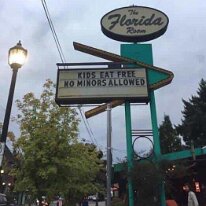 The
Florida
Room
KIDS EAT FREE
NO MINORS ALLOWED